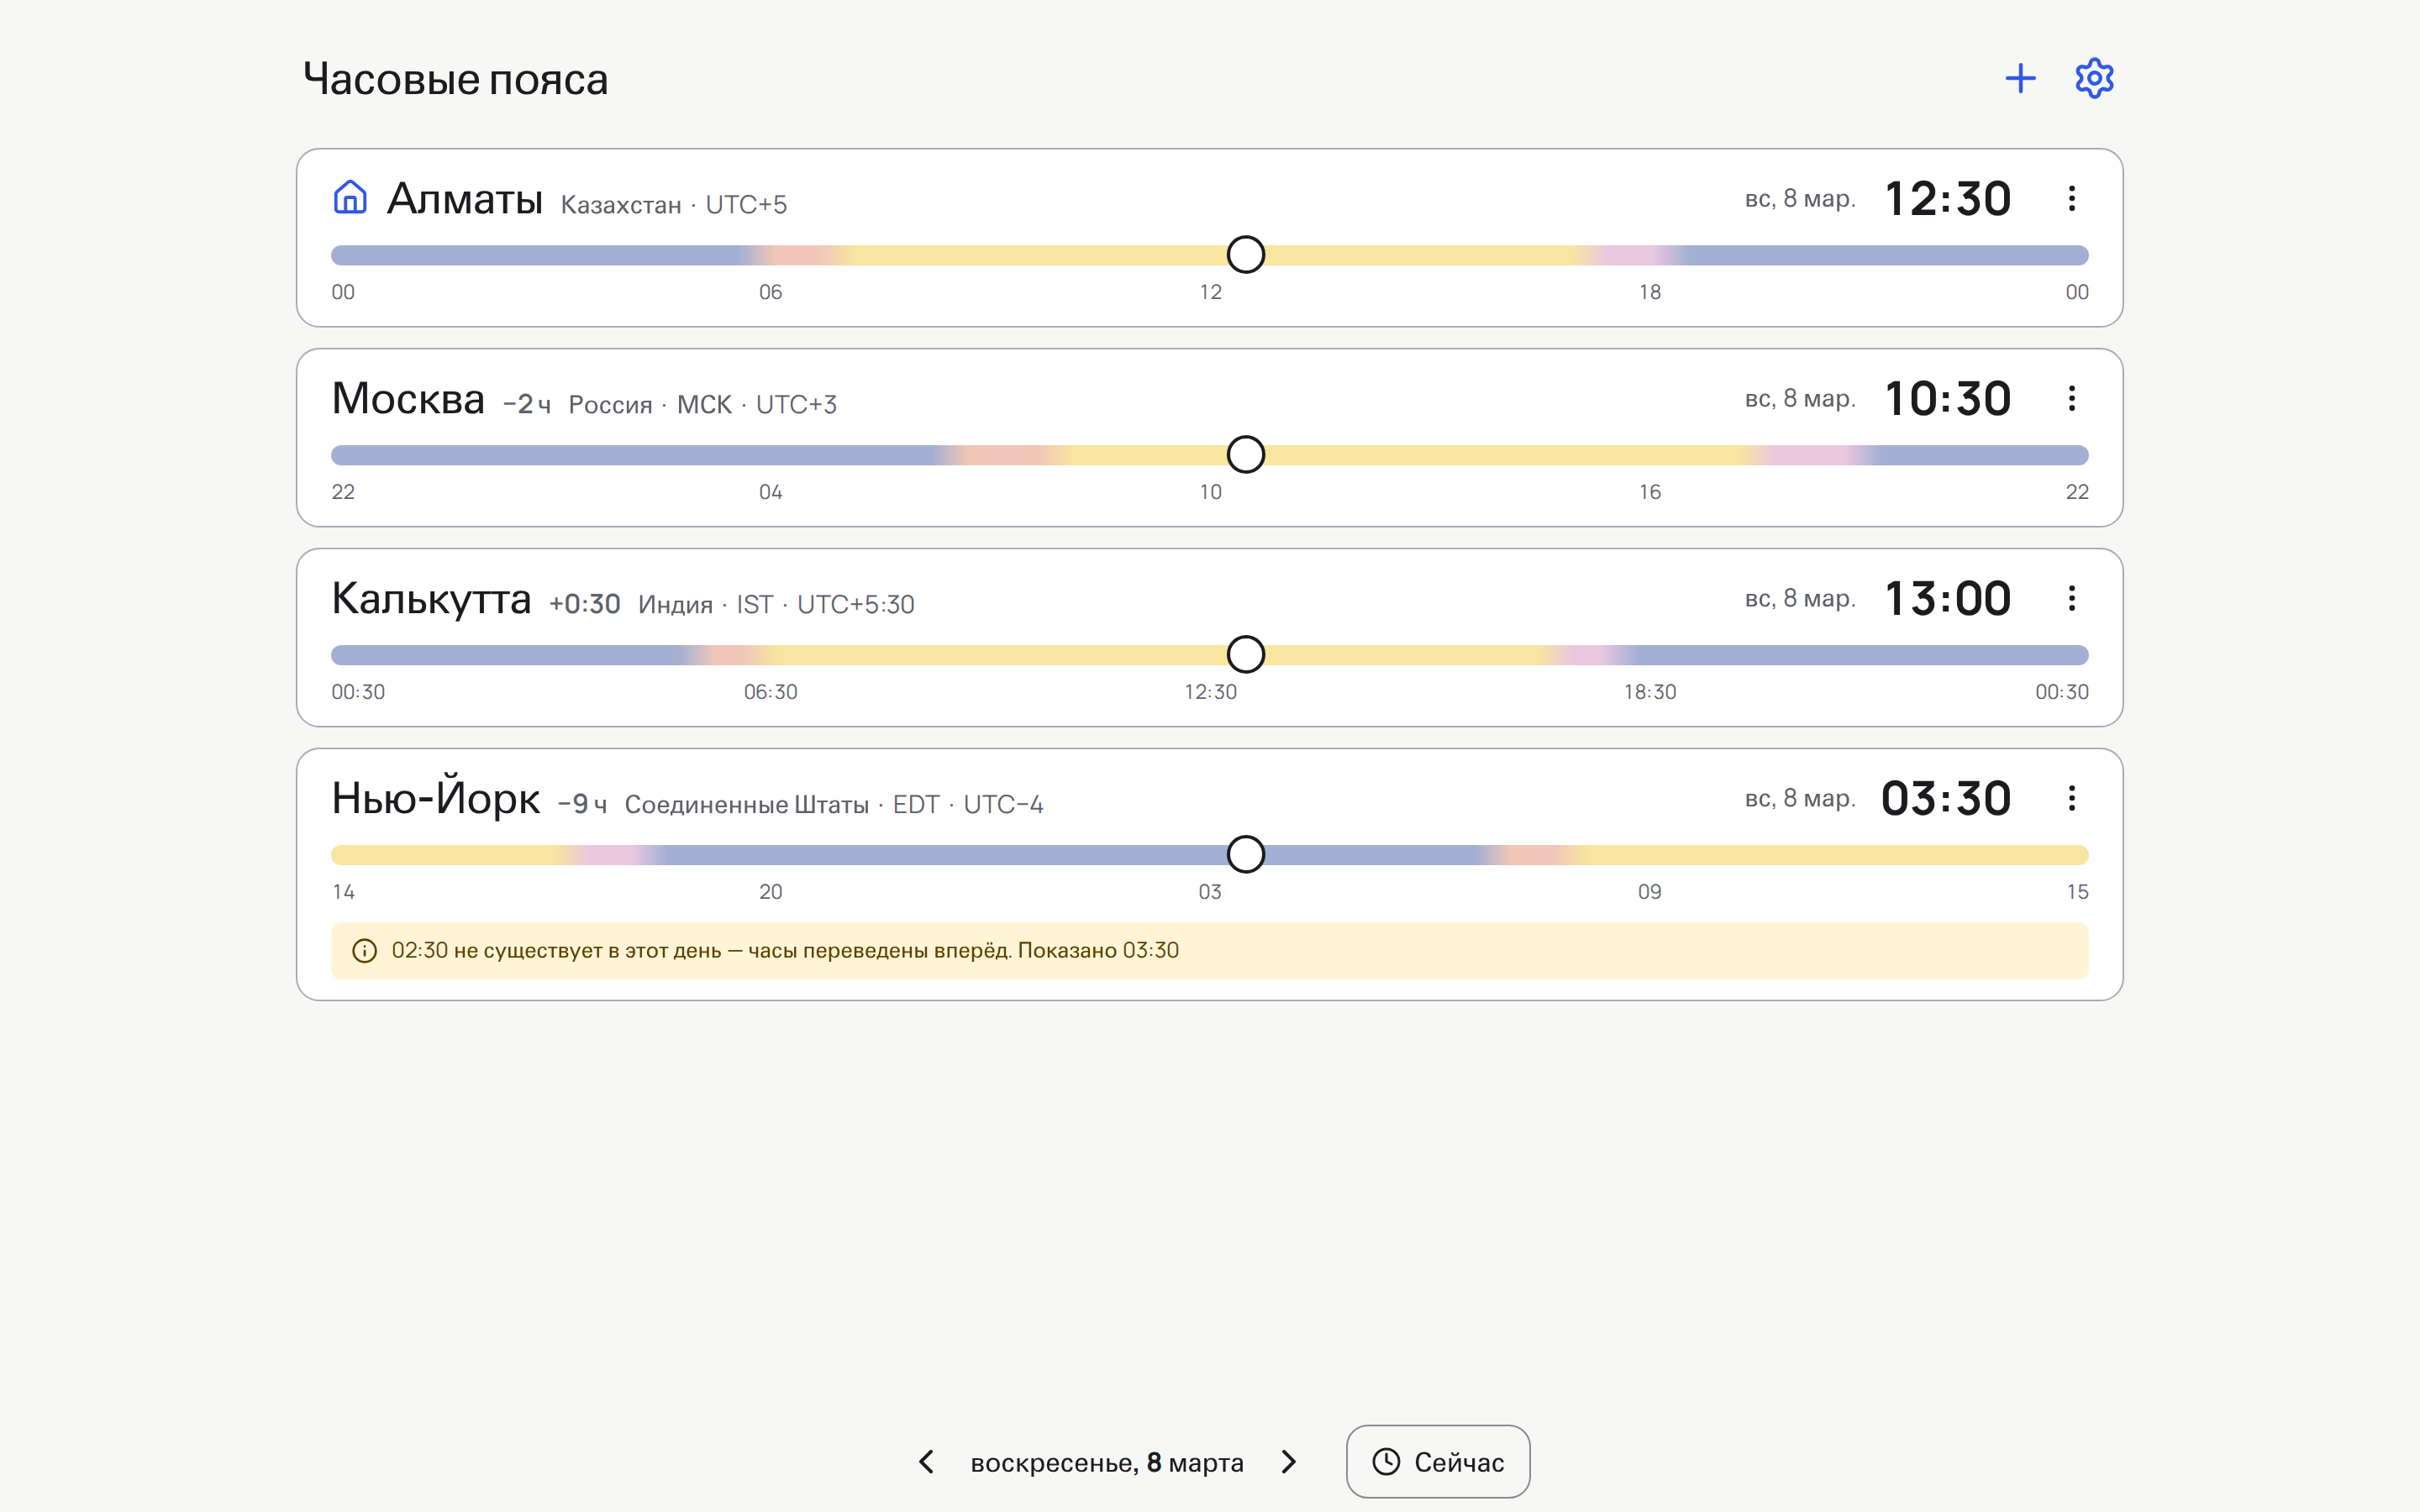 Часовые пояса
Алматы Казахстан · UTC+5 вс, 8 мар. 12:30
00 06 12 18 00
Москва −2 ч Россия · МСК · UTC+3 вс, 8 мар. 10:30
22 04 10 16 22
Калькутта +0:30 Индия · IST · UTC+5:30 вс, 8 мар. 13:00
00:30 06:30 12:30 18:30 00:30
Нью-Йорк −9 ч Соединенные Штаты · EDT · UTC−4 вс, 8 мар. 03:30
14 20 03 09 15
02:30 не существует в этот день — часы переведены вперёд. Показано 03:30
воскресенье, 8 марта Сейчас